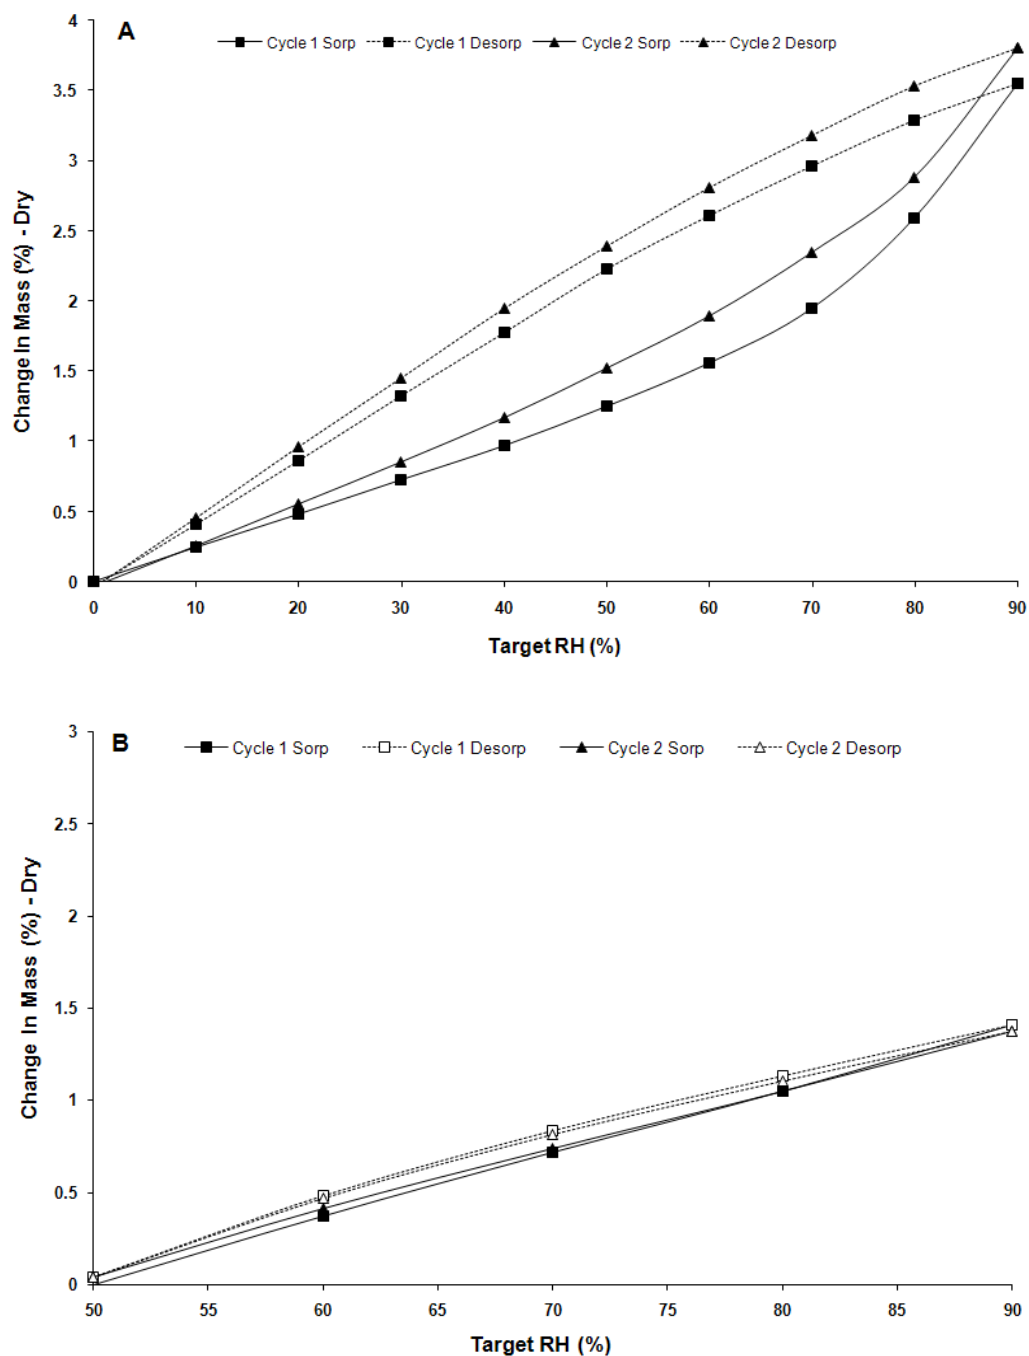 A
Cycle 1 Sorp Cycle 1 Desorp Cycle 2 Sorp Cycle 2 Desorp
4
3.5
3
2.5
2
1.5
1
0.5
0
Change In Mass (%) - Dry
0 10 20 30 40 50 60 70 80 90
Target RH (%)
B
Cycle 1 Sorp Cycle 1 Desorp Cycle 2 Sorp Cycle 2 Desorp
3
2.5
2
1.5
1
0.5
0
Change In Mass (%) - Dry
50 55 60 65 70 75 80 85 90
Target RH (%)